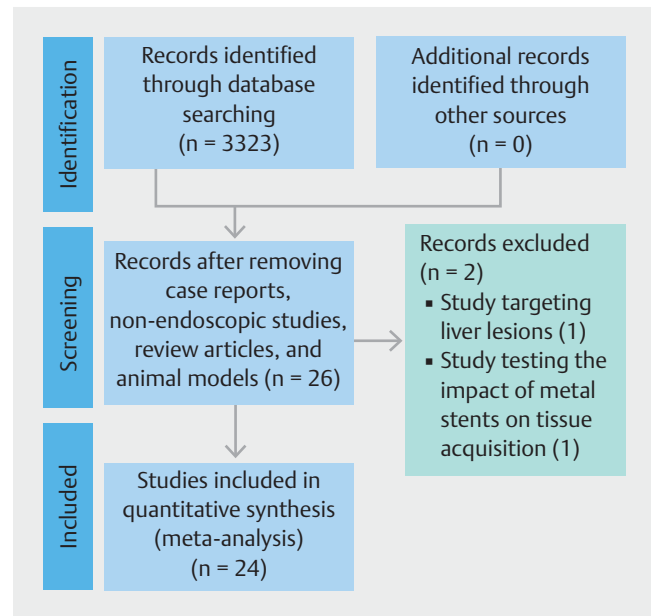 Identification
Records identified
through database
searching
(n = 3323)
Additional records
identified through
other sources
(n = 0)
Screening
Records after removing
case reports,
non-endoscopic studies,
review articles, and
animal models (n = 26)
Records excluded
(n = 2)
▪ Study targeting
liver lesions (1)
▪ Study testing the
impact of metal
stents on tissue
acquisition (1)
Included
Studies included in
quantitative synthesis
(meta-analysis)
(n = 24)